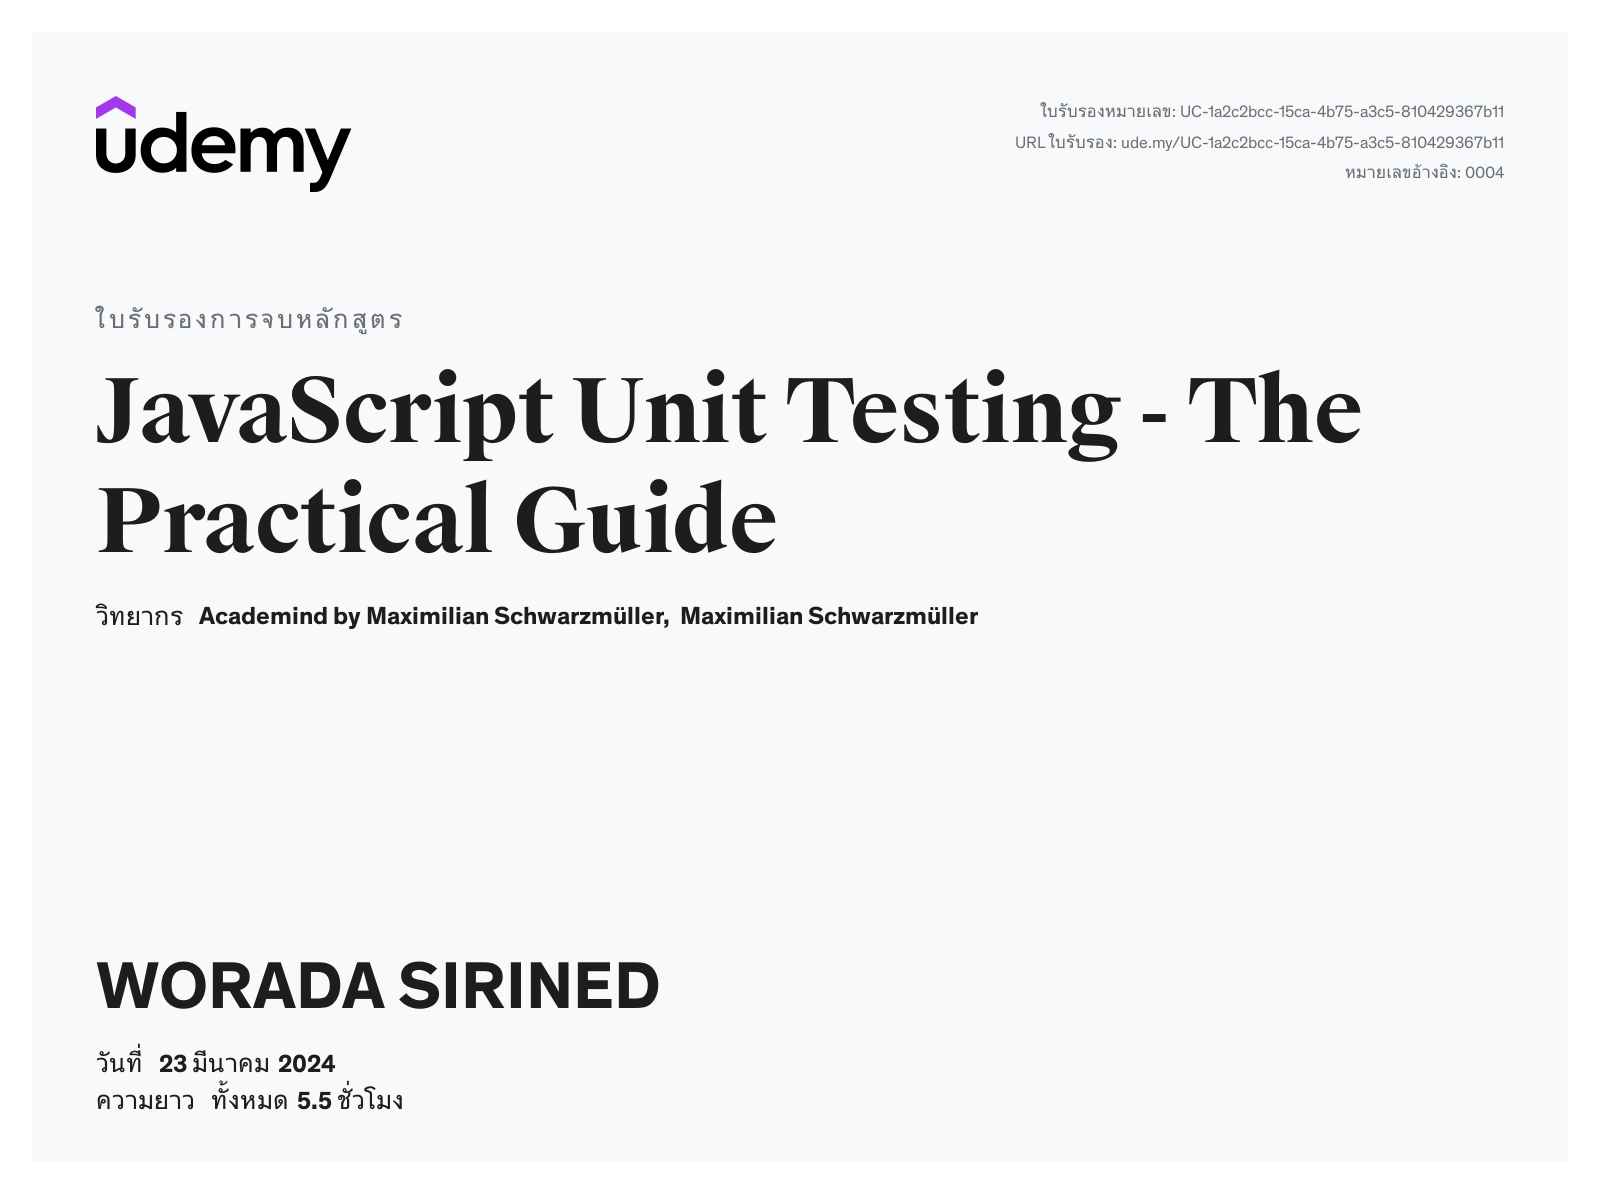 udemy
ใบรับรองหมายเลข: UC-1a2c2bcc-15ca-4b75-a3c5-810429367b11
URL ใบรับรอง: ude.my/UC-1a2c2bcc-15ca-4b75-a3c5-810429367b11
หมายเลขอ้างอิง: 0004
ใบรับรองการจบหลักสูตร
JavaScript Unit Testing - The
Practical Guide
วิทยากร Academind by Maximilian Schwarzmüller, Maximilian Schwarzmüller
WORADA SIRINED
วันที่ 23 มีนาคม 2024
ความยาว ทั้งหมด 5.5 ชั่วโมง